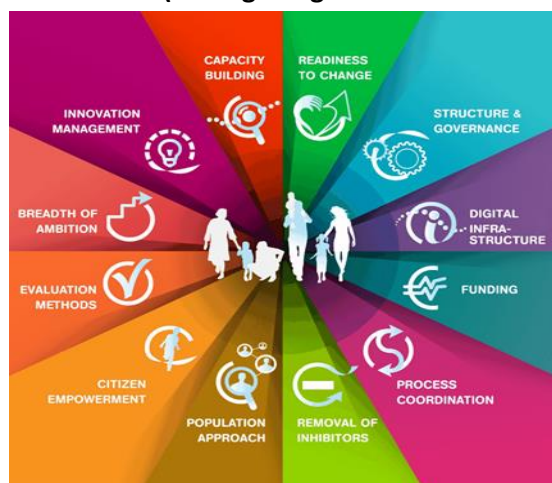 CAPACITY
BUILDING
READINESS
TO CHANGE
STRUCTURE &
GOVERNANCE
DIGITAL
INFRA-
STRUCTURE
FUNDING
PROCESS
COORDINATION
REMOVAL OF
INHIBITORS
POPULATION
APPROACH
CITIZEN
EMPOWERMENT
EVALUATION
METHODS
BREADTH OF
AMBITION
INNOVATION
MANAGEMENT